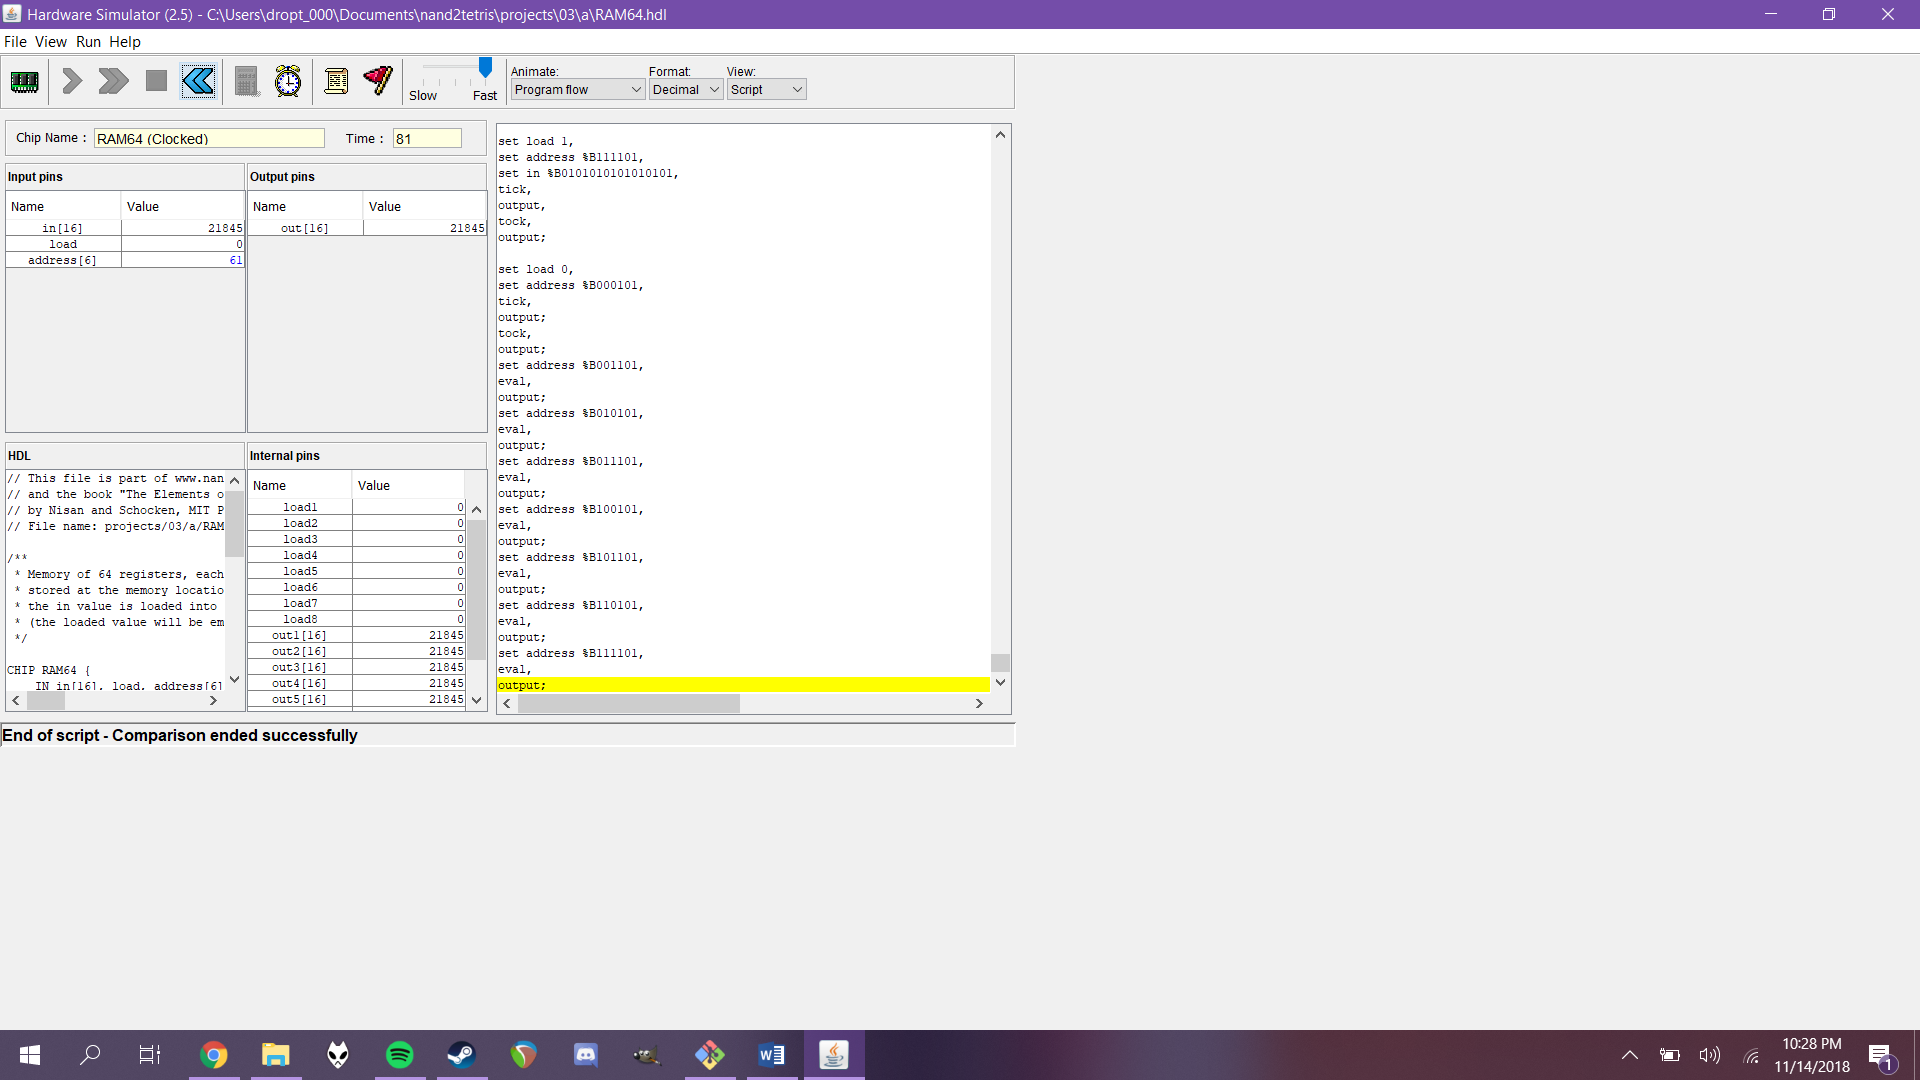 Hardware Simulator (2.5) - C:\Users\dropt_000\Documents\nand2tetris\projects\03\a\RAM64.hdl
File View Run Help
Slow Fast
Animate: Format: View:
Program flow Decimal Script
Chip Name : RAM64 (Clocked) Time : 81
Input pins
Name Value
in[16] 21845
load 0
address[6] 61
Output pins
Name Value
out[16] 21845
HDL
// This file is part of www.nan
// and the book "The Elements o
// by Nisan and Schocken, MIT P
// File name: projects/03/a/RAM
/**
* Memory of 64 registers, each
* stored at the memory locatio
* the in value is loaded into
* (the loaded value will be em
*/
CHIP RAM64 {
IN in[16], load, address[6]
Internal pins
Name Value
load1 0
load2 0
load3 0
load4 0
load5 0
load6 0
load7 0
load8 0
out1[16] 21845
out2[16] 21845
out3[16] 21845
out4[16] 21845
out5[16] 21845
set load 1,
set address %B111101,
set in %B0101010101010101,
tick,
output,
tock,
output;
set load 0,
set address %B000101,
tick,
output;
tock,
output;
set address %B001101,
eval,
output;
set address %B010101,
eval,
output;
set address %B011101,
eval,
output;
set address %B100101,
eval,
output;
set address %B101101,
eval,
output;
set address %B110101,
eval,
output;
set address %B111101,
eval,
output;
End of script - Comparison ended successfully
10:28 PM
11/14/2018
1